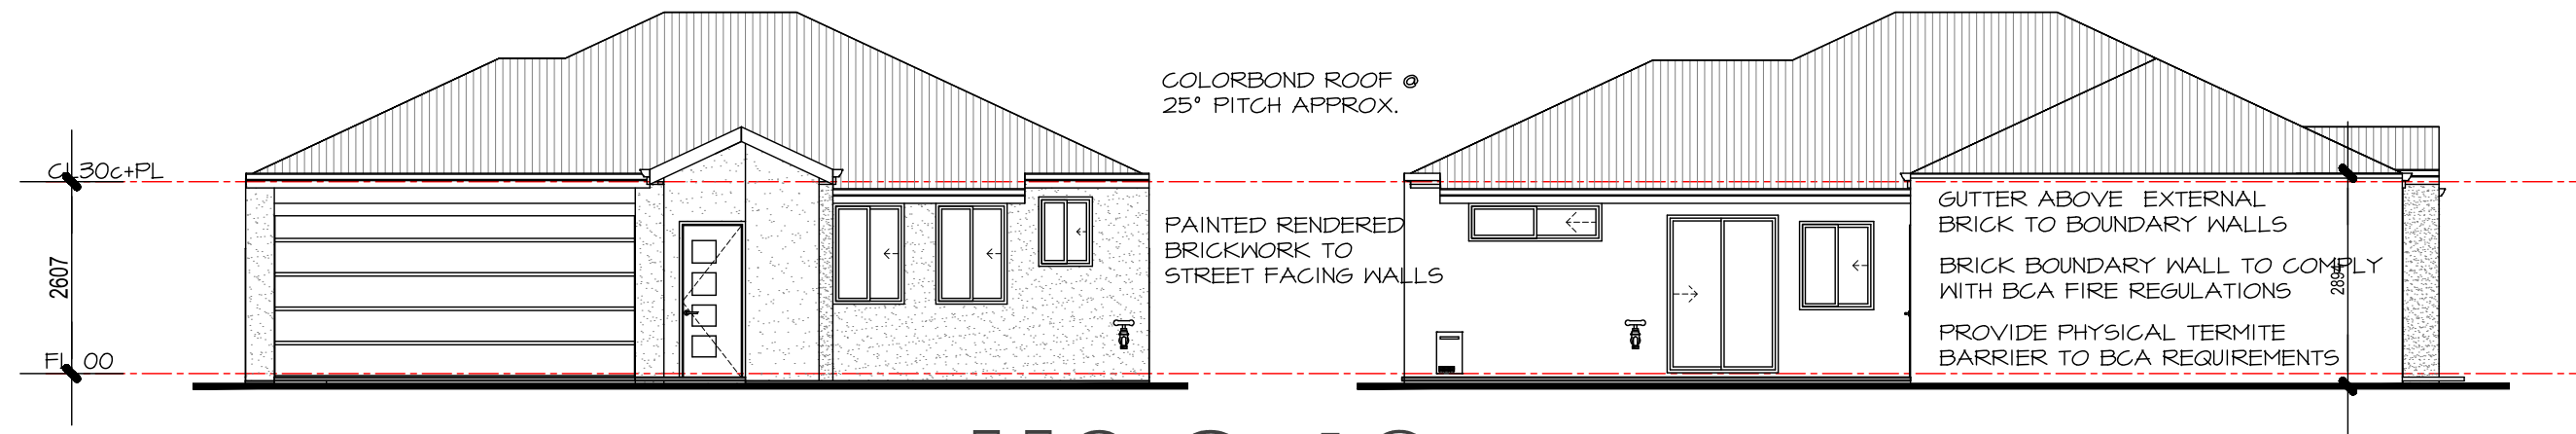 COLORBOND ROOF @
25° PITCH APPROX.
CL 30c+PL
2607
FL 00
PAINTED RENDERED
BRICKWORK TO
STREET FACING WALLS
GUTTER ABOVE EXTERNAL
BRICK TO BOUNDARY WALLS
BRICK BOUNDARY WALL TO COMPLY
WITH BCA FIRE REGULATIONS
PROVIDE PHYSICAL TERMITE
BARRIER TO BCA REQUIREMENTS